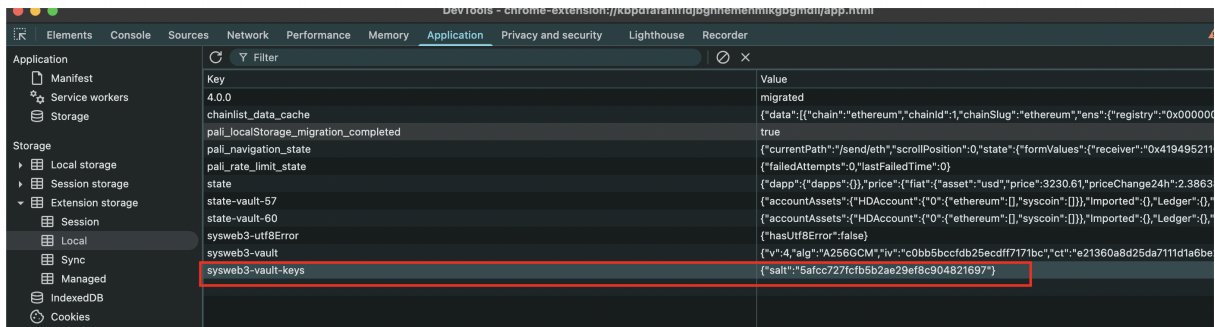 DevTools - chrome-extension://
Elements Console Sources Network Performance Memory Application Privacy and security Lighthouse Recorder
Application
Filter
Manifest
Key Value
Service workers
4.0.0 migrated
Storage
chainlist_data_cache {"data":[{"chain":"ethereum","chainId":1,"chainSlug":"ethereum","ens":{"registry":"0x000000
pali_localStorage_migration_completed true
Storage
pali_navigation_state {"currentPath":"/send/eth","scrollPosition":0,"state":{"formValues":{"receiver":"0x4194952110
Local storage
pali_rate_limit_state {"failedAttempts":0,"lastFailedTime":0}
Session storage
state {"dapp":{"dapps":{}},"price":{"fiat":{"asset":"usd","price":3230.61,"priceChange24h":2.3863
Extension storage
state-vault-57 {"accountAssets":{"HDAccount":{"0":{"ethereum":[],"syscoin":[]}},"Imported":{},"Ledger":{},"
Session
state-vault-60 {"accountAssets":{"HDAccount":{"0":{"ethereum":[],"syscoin":[]}},"Imported":{},"Ledger":{},"
Local
sysweb3-utf8Error {"hasUtf8Error":false}
Sync
sysweb3-vault {"v":4,"alg":"A256GCM","iv":"c0bb5bccfdb25ecdff7171bc","ct":"e21360a8d25da7111d1a6be
Managed
sysweb3-vault-keys {"salt":"5afcc727fcfb5b2ae29ef8c904821697"}
IndexedDB
Cookies